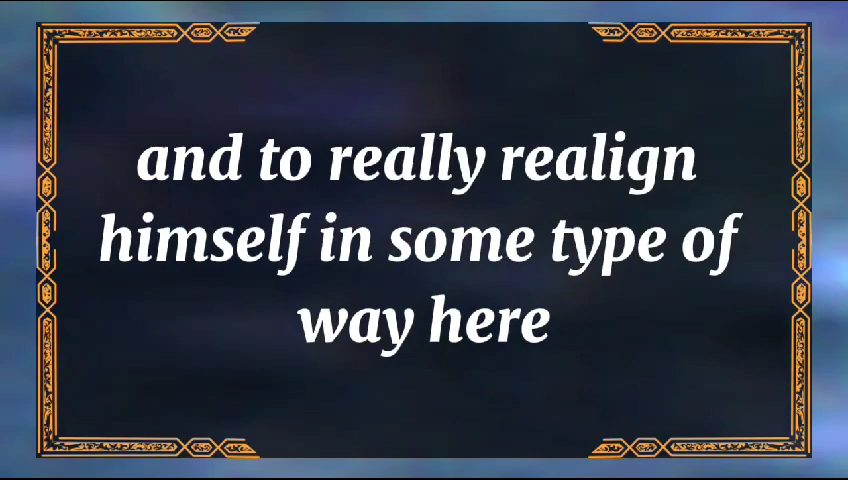 and to really realign
himself in some type of
way here